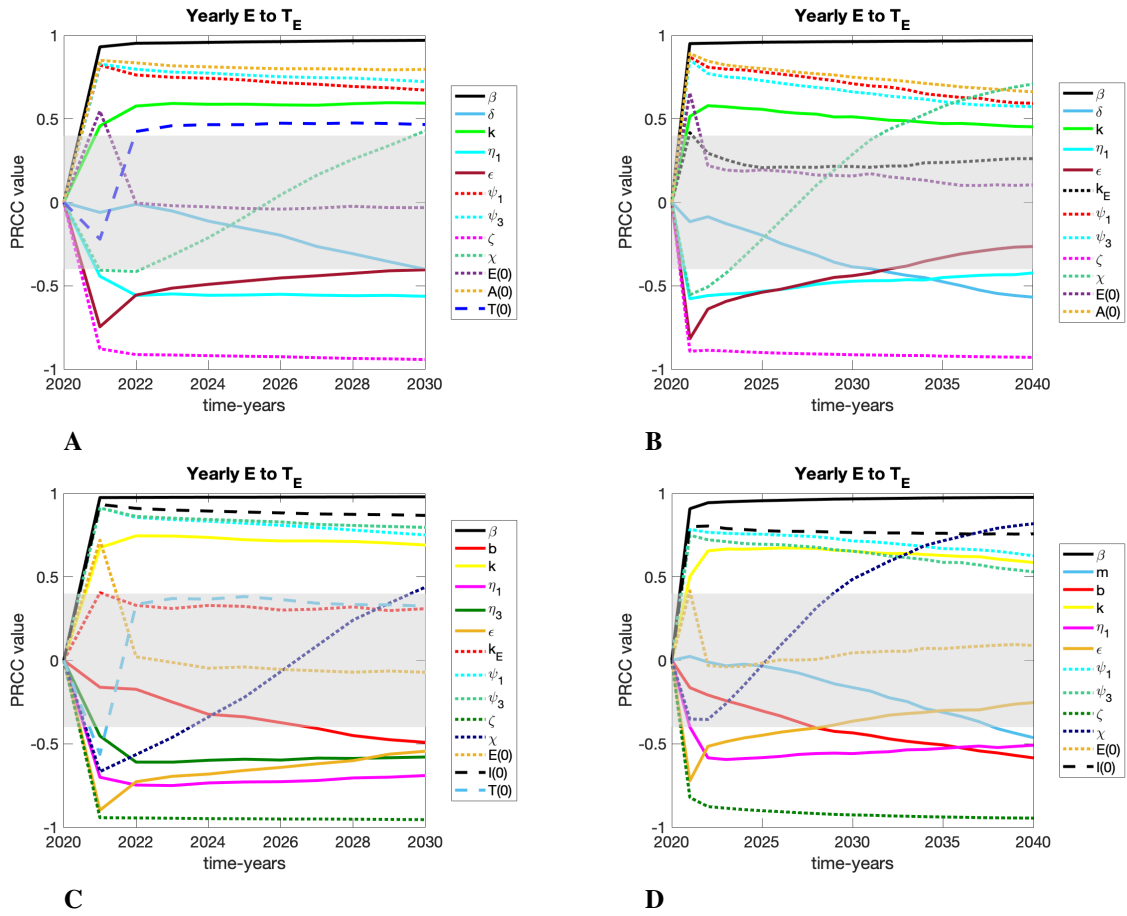 Yearly E to T_E
PRCC value
1
0.5
0
-0.5
-1
2020 2022 2024 2026 2028 2030
time-years
β
δ
k
η₁
ϵ
ψ₁
ψ₃
ζ
χ
E(0)
A(0)
T(0)
A
Yearly E to T_E
PRCC value
1
0.5
0
-0.5
-1
2020 2025 2030 2035 2040
time-years
β
δ
k
η₁
ϵ
k_E
ψ₁
ψ₃
ζ
χ
E(0)
A(0)
B
Yearly E to T_E
PRCC value
1
0.5
0
-0.5
-1
2020 2022 2024 2026 2028 2030
time-years
β
b
k
η₁
η₃
ϵ
k_E
ψ₁
ψ₃
ζ
χ
E(0)
I(0)
T(0)
C
Yearly E to T_E
PRCC value
1
0.5
0
-0.5
-1
2020 2025 2030 2035 2040
time-years
β
m
b
k
η₁
ϵ
ψ₁
ψ₃
ζ
χ
E(0)
I(0)
D